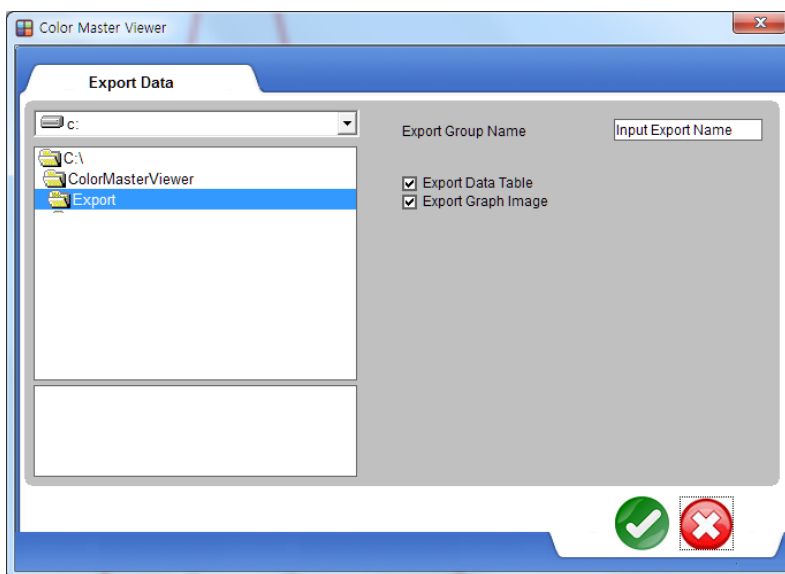 Color Master Viewer
Export Data
c:
C:\
ColorMasterViewer
Export
Export Group Name
Input Export Name
Export Data Table
Export Graph Image